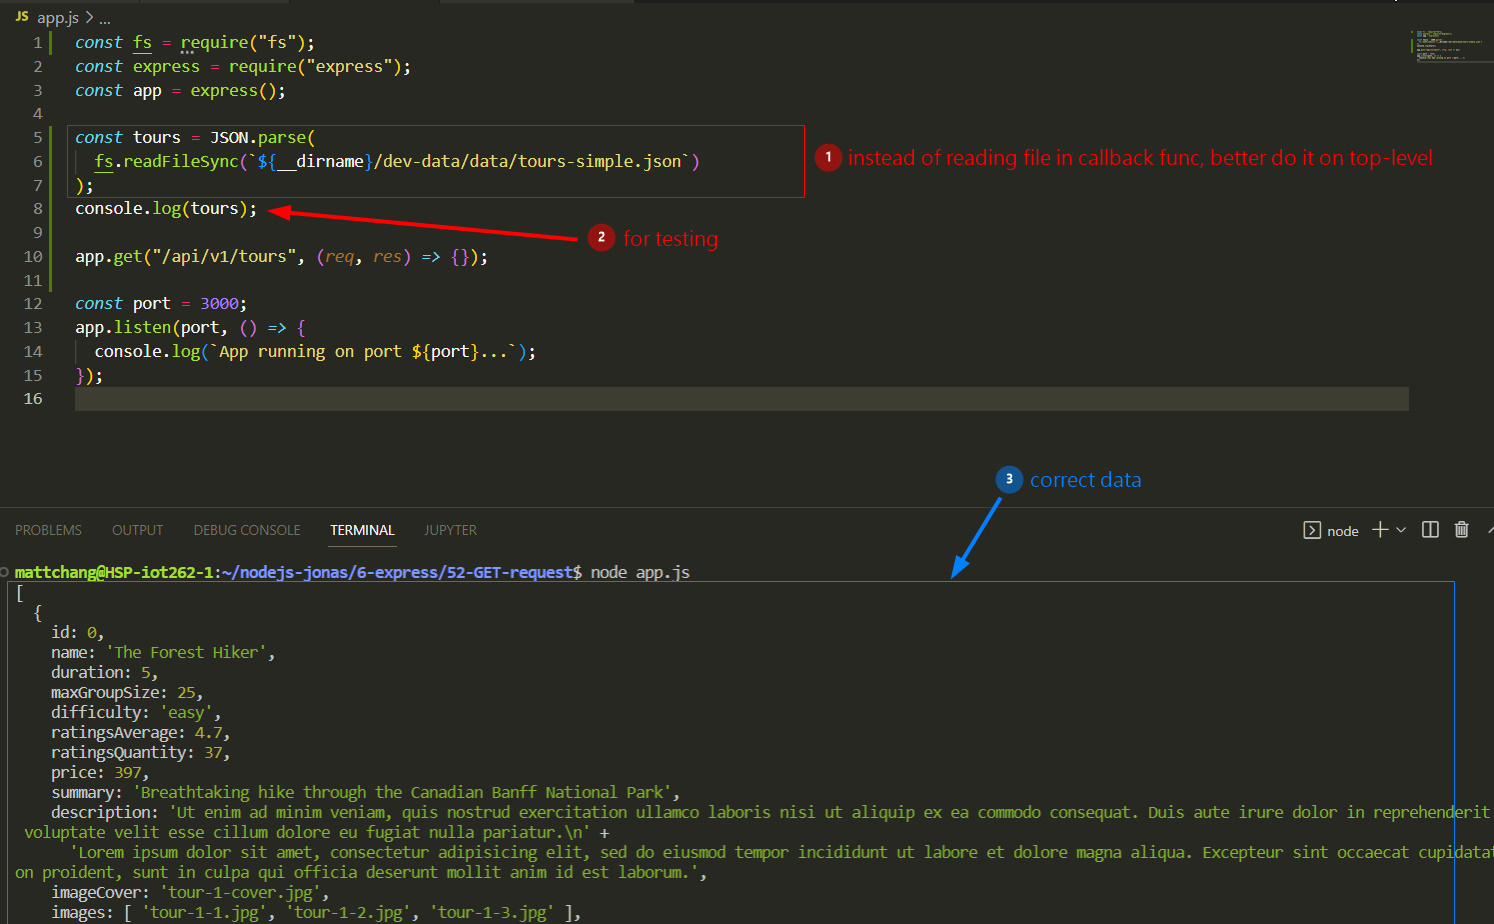 JS app.js > ...
1 const fs = require("fs");
2 const express = require("express");
3 const app = express();
4
5 const tours = JSON.parse(
6 fs.readFileSync(`${__dirname}/dev-data/data/tours-simple.json`)
7 );
1 instead of reading file in callback func, better do it on top-level
8 console.log(tours);
2 for testing
9
10 app.get("/api/v1/tours", (req, res) => {});
11
12 const port = 3000;
13 app.listen(port, () => {
14 console.log(`App running on port ${port}...`);
15 });
16
3 correct data
PROBLEMS OUTPUT DEBUG CONSOLE TERMINAL JUPYTER node
mattchang@HSP-iot262-1:~/nodejs-jonas/6-express/52-GET-request$ node app.js
[
{
id: 0,
name: 'The Forest Hiker',
duration: 5,
maxGroupSize: 25,
difficulty: 'easy',
ratingsAverage: 4.7,
ratingsQuantity: 37,
price: 397,
summary: 'Breathtaking hike through the Canadian Banff National Park',
description: 'Ut enim ad minim veniam, quis nostrud exercitation ullamco laboris nisi ut aliquip ex ea commodo consequat. Duis aute irure dolor in reprehenderit
voluptate velit esse cillum dolore eu fugiat nulla pariatur.\n' +
'Lorem ipsum dolor sit amet, consectetur adipisicing elit, sed do eiusmod tempor incididunt ut labore et dolore magna aliqua. Excepteur sint occaecat cupidatat
on proident, sunt in culpa qui officia deserunt mollit anim id est laborum.',
imageCover: 'tour-1-cover.jpg',
images: [ 'tour-1-1.jpg', 'tour-1-2.jpg', 'tour-1-3.jpg' ],